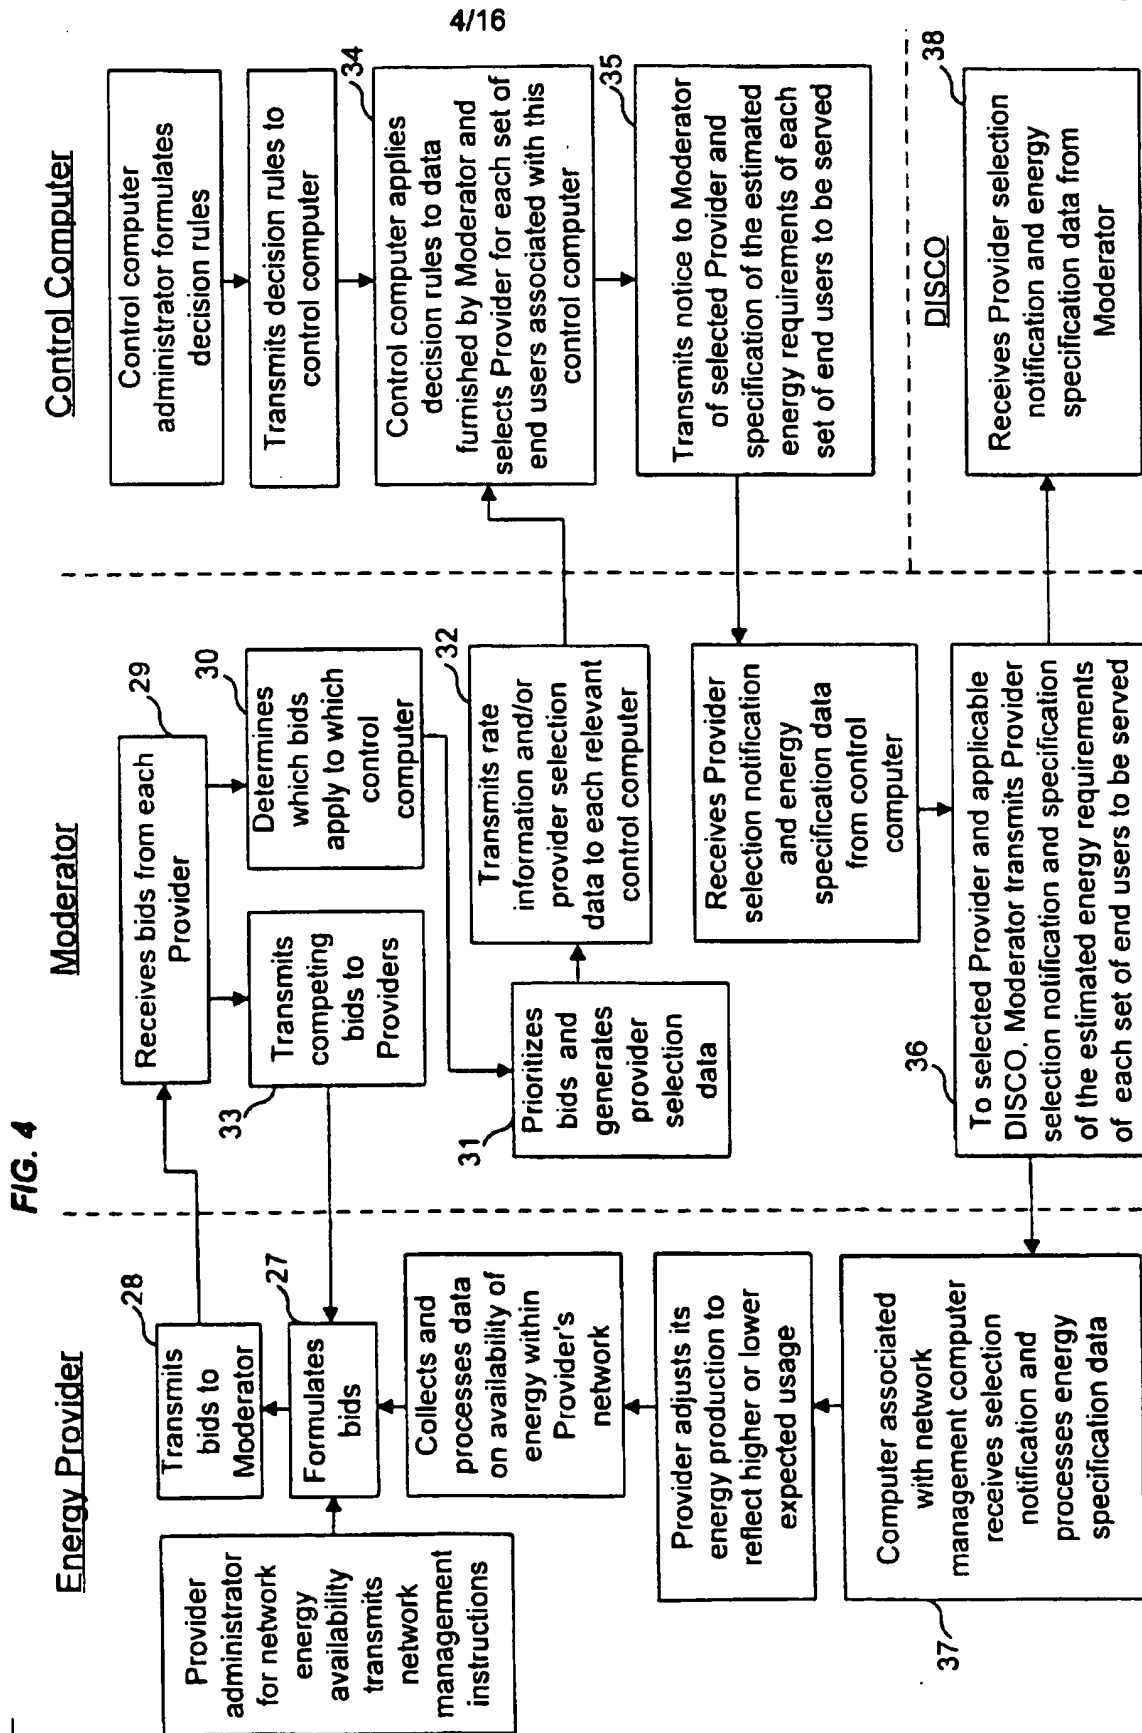 4/16
FIG. 4
Energy Provider
Moderator
Control Computer
Provider
administrator
for network
energy
availability
transmits
network
management
instructions
28
Transmits
bids to
Moderator
27
Formulates
bids
Collects and
processes data
on availability of
energy within
Provider's
network
Provider adjusts its
energy production to
reflect higher or lower
expected usage
Computer associated
with network
management computer
receives selection
notification and
processes energy
specification data
37
29
Receives bids from each
Provider
33
Transmits
competing
bids to
Providers
30
Determines
which bids
apply to which
control
computer
31
Prioritizes
bids and
generates
provider
selection
data
32
Transmits rate
information and/or
provider selection
data to each relevant
control computer
Receives Provider
selection notification
and energy
specification data
from control
computer
36
To selected Provider and applicable
DISCO, Moderator transmits Provider
selection notification and specification
of the estimated energy requirements
of each set of end users to be served
Control computer
administrator formulates
decision rules
Transmits decision rules to
control computer
34
Control computer applies
decision rules to data
furnished by Moderator and
selects Provider for each set of
end users associated with this
control computer
35
Transmits notice to Moderator
of selected Provider and
specification of the estimated
energy requirements of each
set of end users to be served
DISCO
38
Receives Provider selection
notification and energy
specification data from
Moderator